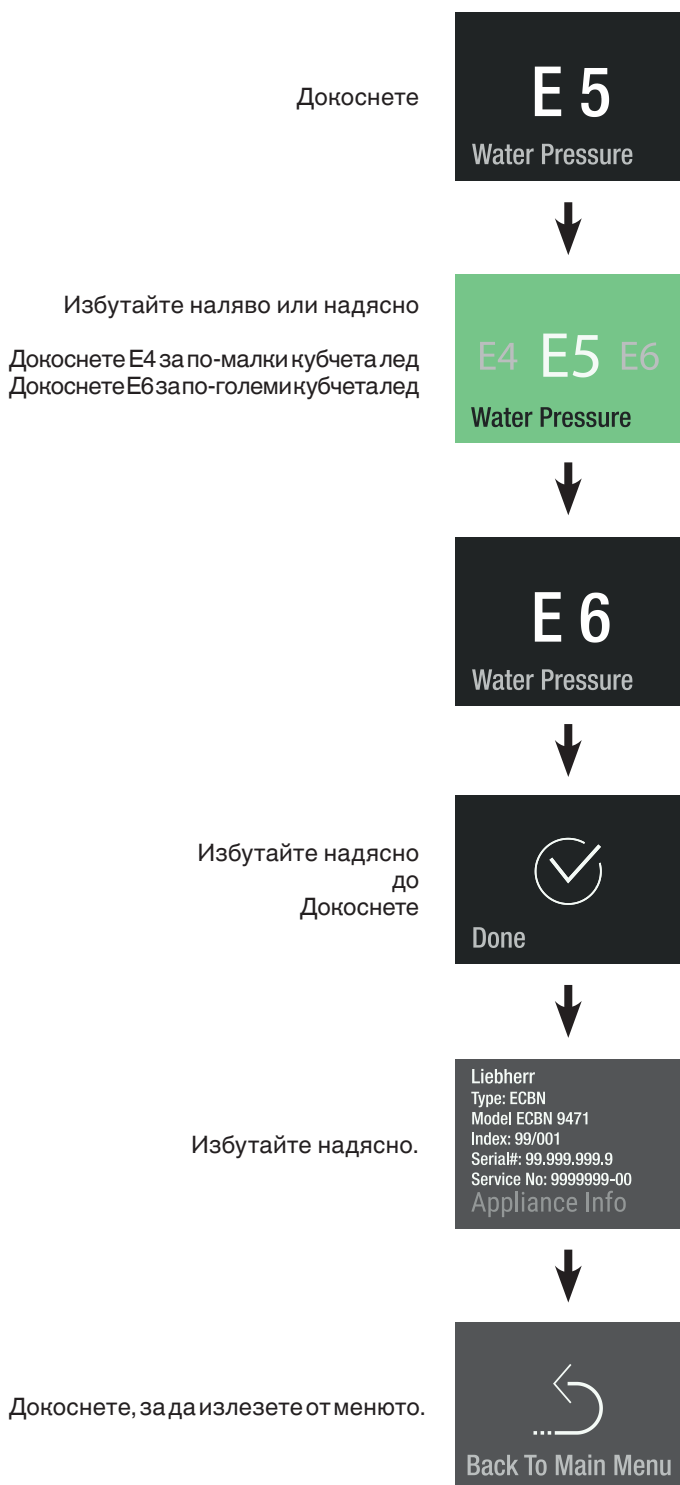 Докоснете
E 5
Water Pressure
Избутайте наляво или надясно
Докоснете E4 за по-малки кубчета лед
Докоснете E6 за по-големи кубчета лед
E4 E5 E6
Water Pressure
E 6
Water Pressure
Избутайте надясно
до
Докоснете
Done
Избутайте надясно.
Liebherr
Type: ECBN
Model ECBN 9471
Index: 99/001
Serial#: 99.999.999.9
Service No: 9999999-00
Appliance Info
Докоснете, за да излезете от менюто.
Back To Main Menu